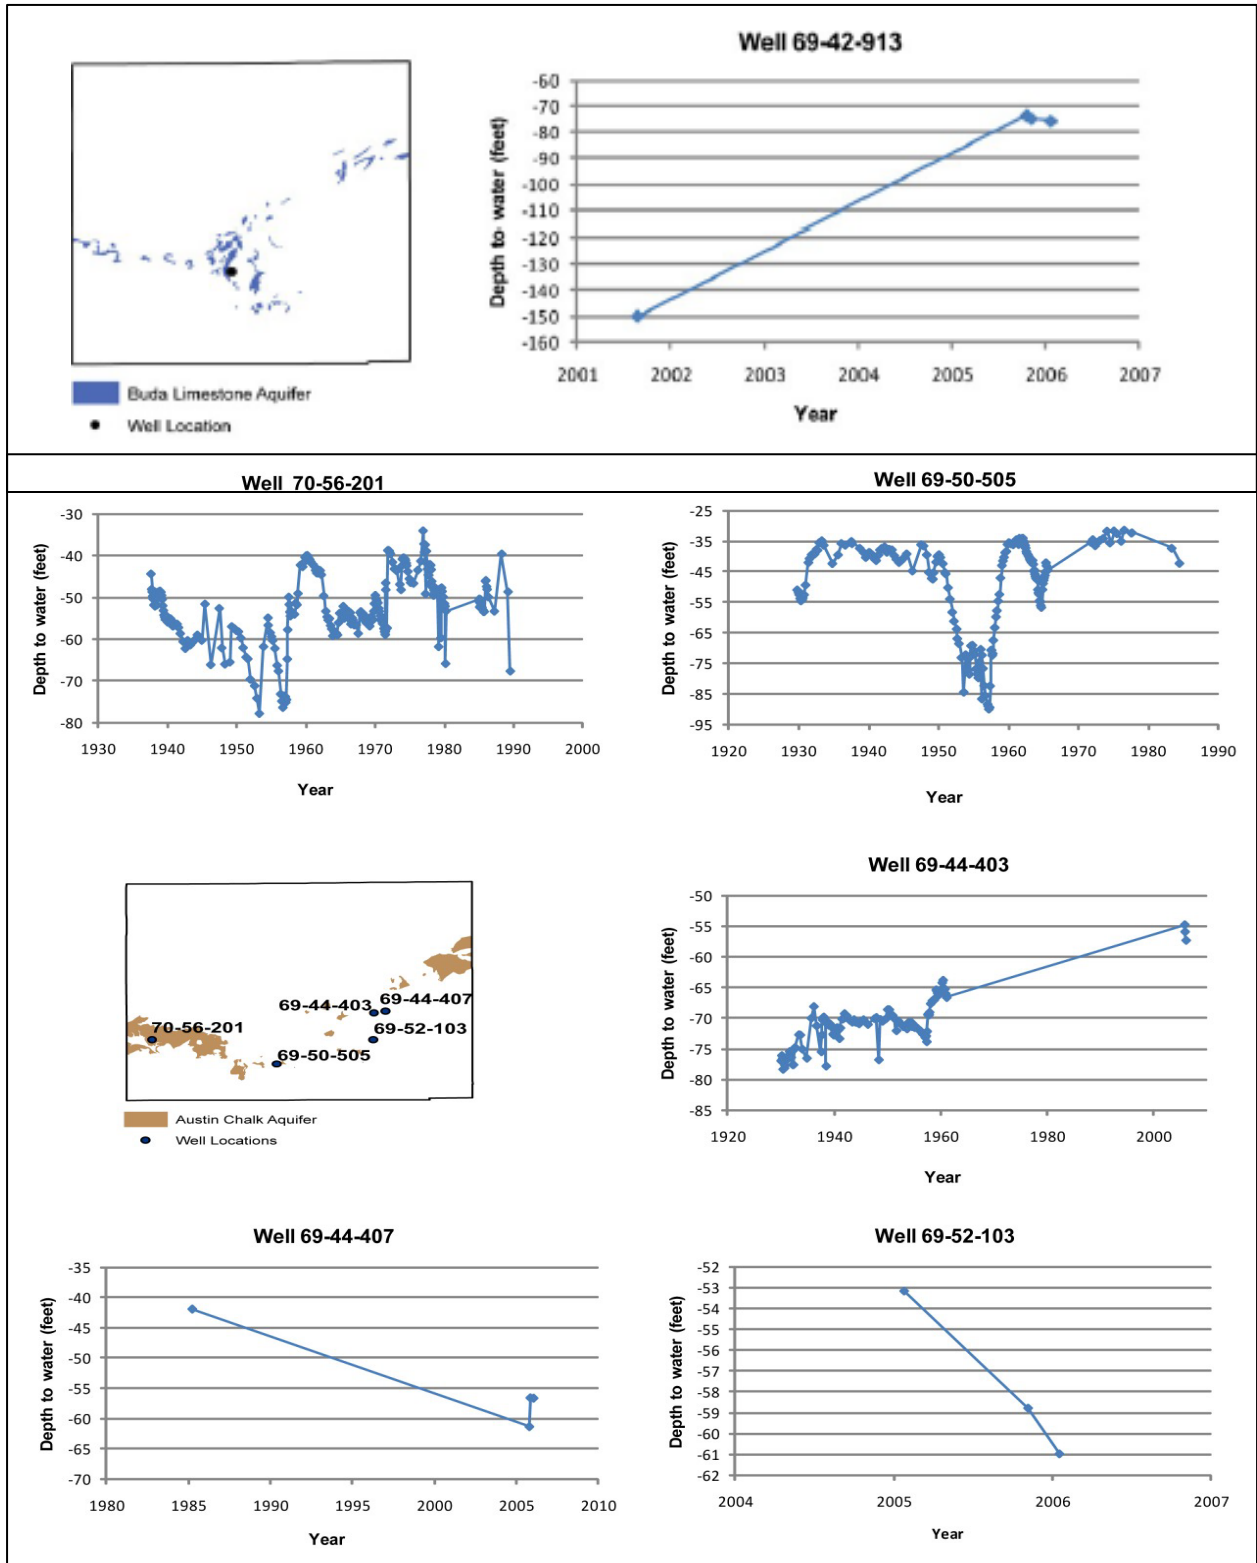 Well 69-42-913
Depth to water (feet)
-60
-70
-80
-90
-100
-110
-120
-130
-140
-150
-160
2001 2002 2003 2004 2005 2006 2007
Year
Buda Limestone Aquifer
Well Location
Well 70-56-201
Depth to water (feet)
-30
-40
-50
-60
-70
-80
1930 1940 1950 1960 1970 1980 1990 2000
Year
Well 69-50-505
Depth to water (feet)
-25
-35
-45
-55
-65
-75
-85
-95
1920 1930 1940 1950 1960 1970 1980 1990
Year
69-44-403 69-44-407
70-56-201 69-52-103
69-50-505
Austin Chalk Aquifer
Well Locations
Well 69-44-403
Depth to water (feet)
-50
-55
-60
-65
-70
-75
-80
-85
1920 1940 1960 1980 2000
Year
Well 69-44-407
Depth to water (feet)
-35
-40
-45
-50
-55
-60
-65
-70
1980 1985 1990 1995 2000 2005 2010
Year
Well 69-52-103
Depth to water (feet)
-52
-53
-54
-55
-56
-57
-58
-59
-60
-61
-62
2004 2005 2006 2007
Year